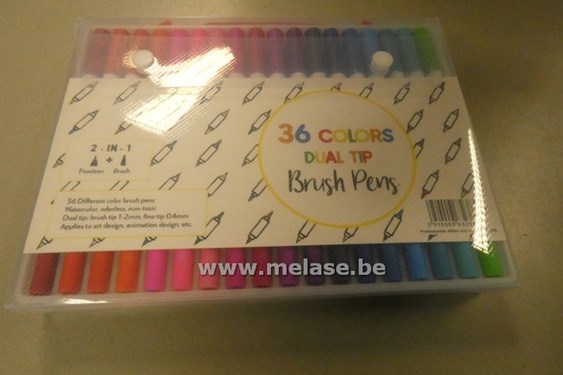 36 COLORS
DUAL TIP
Brush Pens
2 - IN - 1
+
Fineliner Brush
36 Different color brush pens
Watercolor, odorless, non-toxic
Dual tip: brush tip 1-2mm, fine tip 0.4mm
Applies to art design, animation design, etc.
www.melase.be